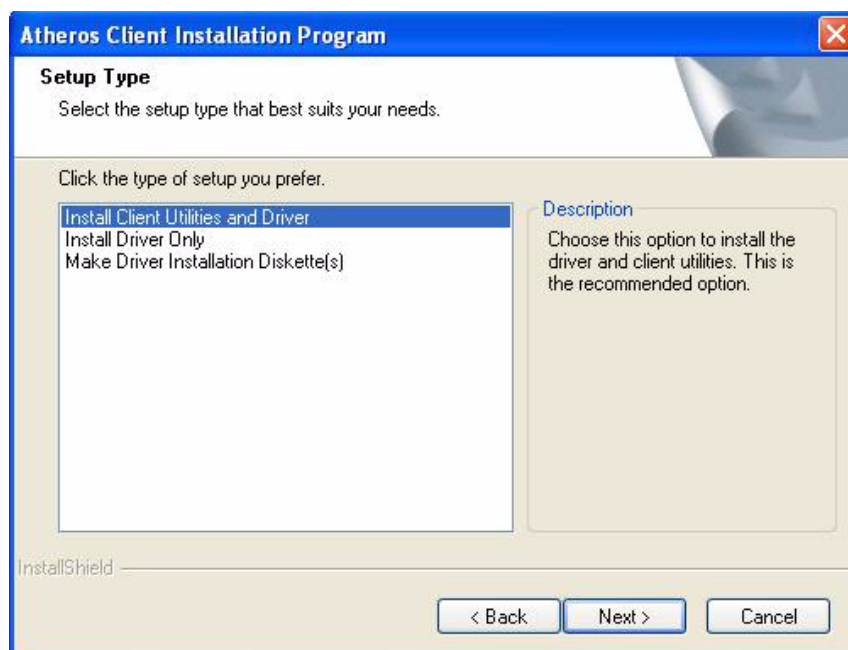 Atheros Client Installation Program
Setup Type
Select the setup type that best suits your needs.
Click the type of setup you prefer.
Install Client Utilities and Driver
Install Driver Only
Make Driver Installation Diskette(s)
Description
Choose this option to install the
driver and client utilities. This is
the recommended option.
InstallShield
< Back
Next >
Cancel